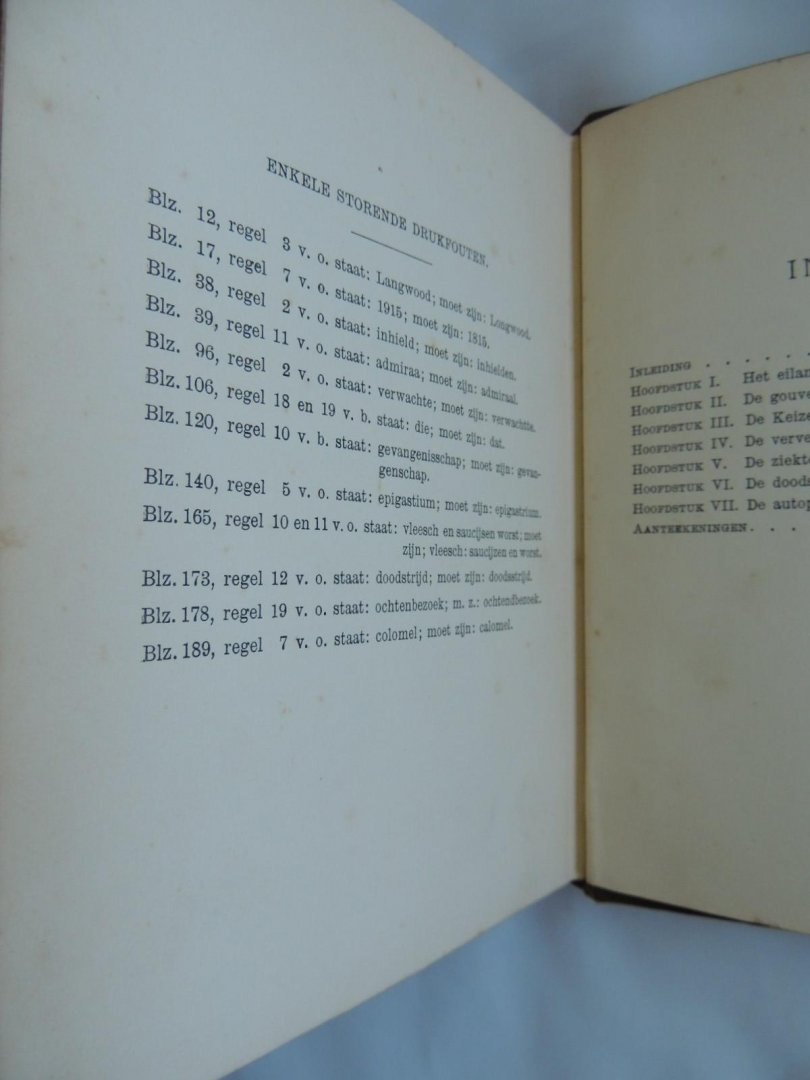 ENKELE STORENDE DRUKFOUTEN.
Blz. 12, regel 3 v. o. staat: Langwood; moet zijn: Longwood.
Blz. 17, regel 7 v. o. staat: 1915; moet zijn: 1815.
Blz. 38, regel 2 v. o. staat: inhield; moet zijn: inhielden.
Blz. 39, regel 11 v. o. staat: admiraa; moet zijn: admiraal.
Blz. 96, regel 2 v. o. staat: verwachte; moet zijn: verwachtte.
Blz. 106, regel 18 en 19 v. b. staat: die; moet zijn: dat.
Blz. 120, regel 10 v. b. staat: gevangenisschap; moet zijn: gevan-
genschap.
Blz. 140, regel 5 v. o. staat: epigastium; moet zijn: epigastrium.
Blz. 165, regel 10 en 11 v. o. staat: vleesch en saucijsen worst; moet
zijn; vleesch: saucijzen en worst.
Blz. 173, regel 12 v. o. staat: doodstrijd; moet zijn: doodsstrijd.
Blz. 178, regel 19 v. o. staat: ochtenbezoek; m. z.: ochtendbezoek.
Blz. 189, regel 7 v. o. staat: colomel; moet zijn: calomel.
IN
INLEIDING . . . . .
HOOFDSTUK I. Het eilan
HOOFDSTUK II. De gouve
HOOFDSTUK III. De Keize
HOOFDSTUK IV. De verve
HOOFDSTUK V. De ziekte
HOOFDSTUK VI. De doods
HOOFDSTUK VII. De autop
AANTEEKENINGEN . . .